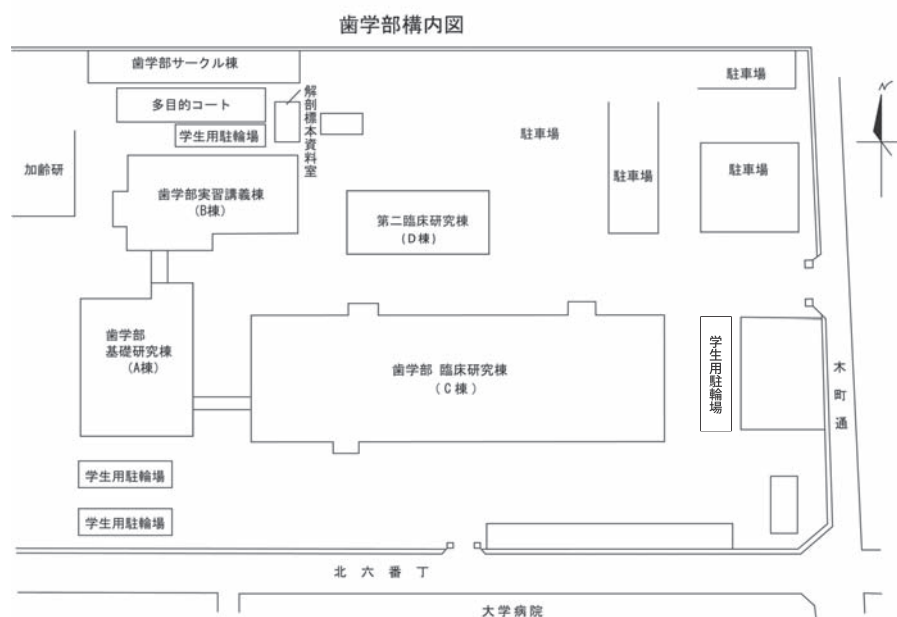 歯学部構内図
歯学部サークル棟
駐車場
多目的コート
解剖標本資料室
学生用駐輪場
駐車場
N
加齢研
歯学部実習講義棟
(B棟)
駐車場
駐車場
第二臨床研究棟
(D棟)
歯学部
基礎研究棟
(A棟)
歯学部 臨床研究棟
(C棟)
学生用駐輪場
木町通
学生用駐輪場
学生用駐輪場
北六番丁
大学病院